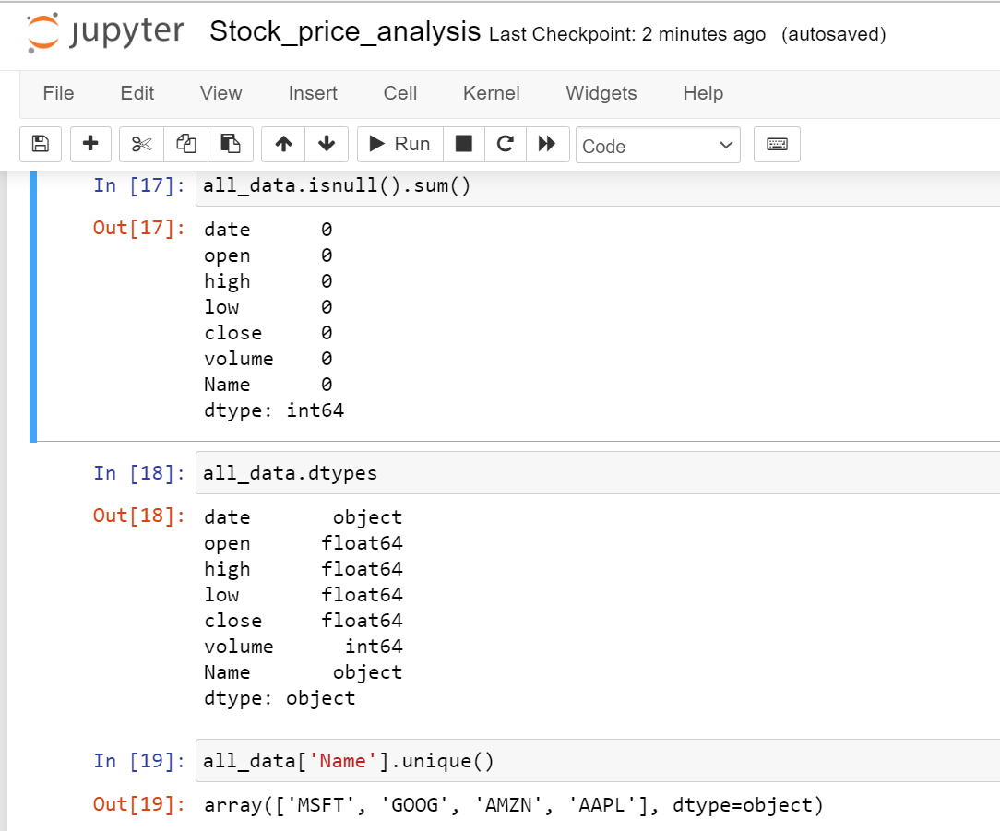 jupyter Stock_price_analysis Last Checkpoint: 2 minutes ago (autosaved)
File Edit View Insert Cell Kernel Widgets Help
Run Code
In [17]: all_data.isnull().sum()
Out[17]: date 0
open 0
high 0
low 0
close 0
volume 0
Name 0
dtype: int64
In [18]: all_data.dtypes
Out[18]: date object
open float64
high float64
low float64
close float64
volume int64
Name object
dtype: object
In [19]: all_data['Name'].unique()
Out[19]: array(['MSFT', 'GOOG', 'AMZN', 'AAPL'], dtype=object)